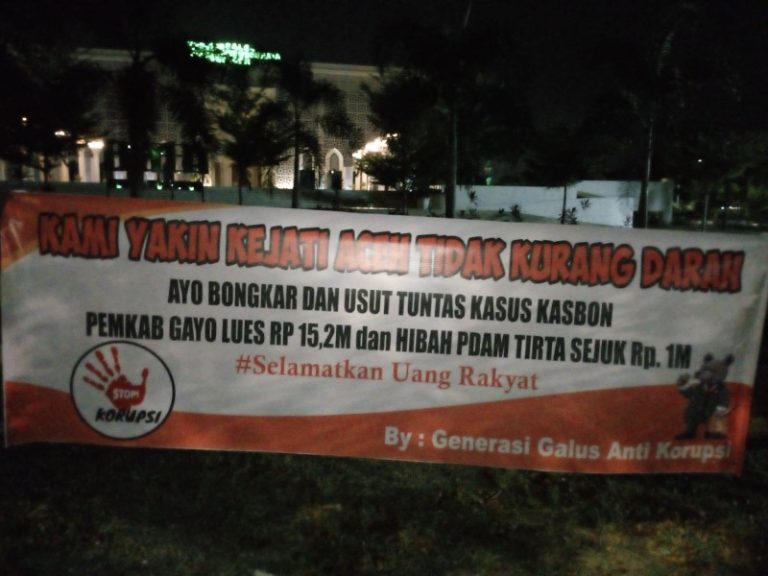 KAMI YAKIN KEJATI ACEH TIDAK KURANG DARAH
AYO BONGKAR DAN USUT TUNTAS KASUS KASBON
PEMKAB GAYO LUES RP 15,2M dan HIBAH PDAM TIRTA SEJUK Rp. 1M
#Selamatkan Uang Rakyat
STOP!
KORUPSI
By : Generasi Galus Anti Korupsi